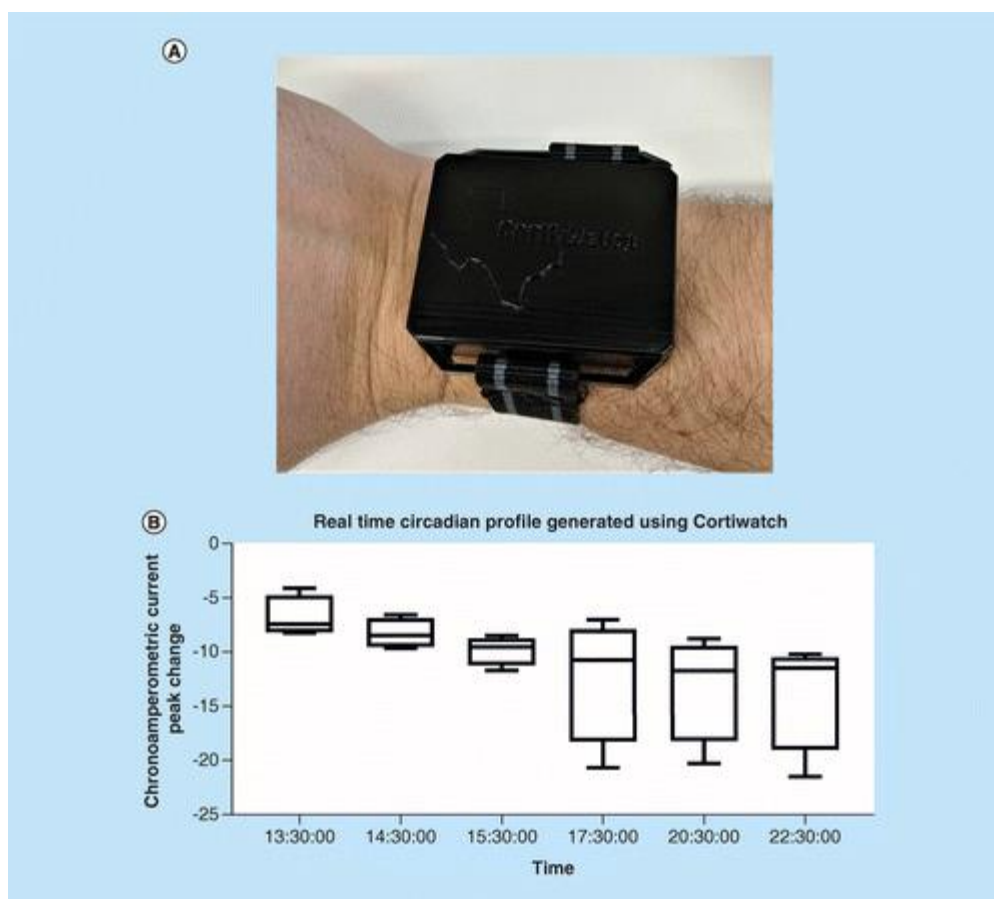 A
B
Real time circadian profile generated using Cortiwatch
Chronoamperometric current
peak change
0
-5
-10
-15
-20
-25
13:30:00 14:30:00 15:30:00 17:30:00 20:30:00 22:30:00
Time